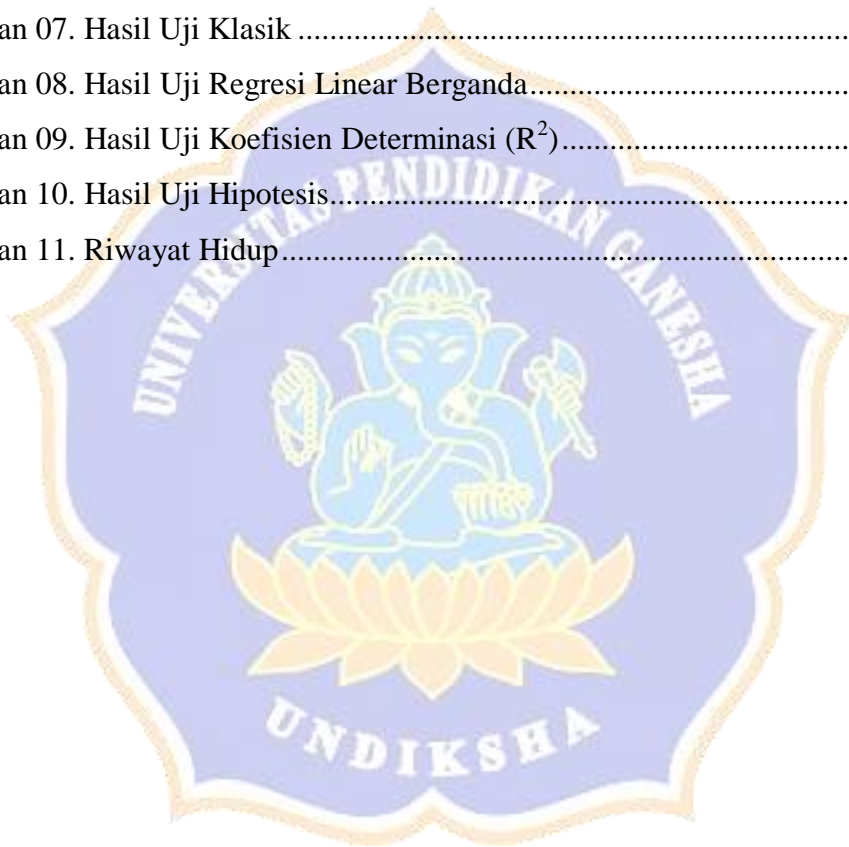 an 07. Hasil Uji Klasik ........................................................................
an 08. Hasil Uji Regresi Linear Berganda..........................................
an 09. Hasil Uji Koefisien Determinasi (R²)......................................
an 10. Hasil Uji Hipotesis...................................................................
an 11. Riwayat Hidup.........................................................................
UNIVERSITAS PENDIDIKAN GANESHA
UNDIKSHA